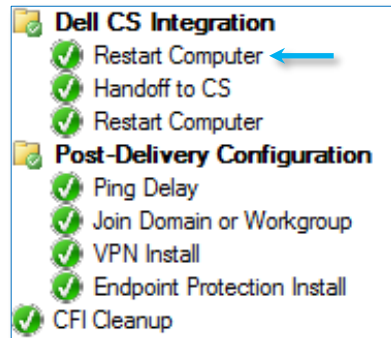 Dell CS Integration
Restart Computer
Handoff to CS
Restart Computer
Post-Delivery Configuration
Ping Delay
Join Domain or Workgroup
VPN Install
Endpoint Protection Install
CFI Cleanup